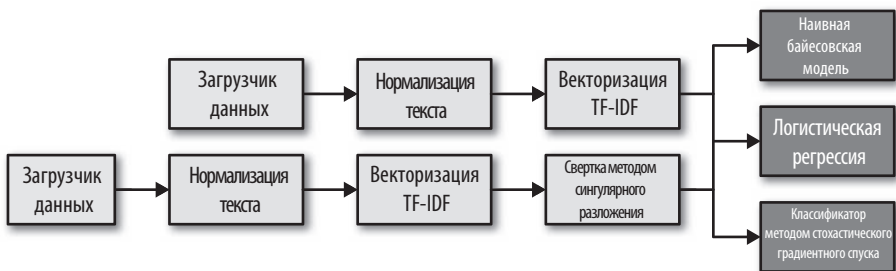 Загрузчик
данных
Нормализация
текста
Векторизация
TF-IDF
Наивная
байесовская
модель
Логистическая
регрессия
Загрузчик
данных
Нормализация
текста
Векторизация
TF-IDF
Свертка методом
сингулярного
разложения
Классификатор
методом стохастического
градиентного спуска